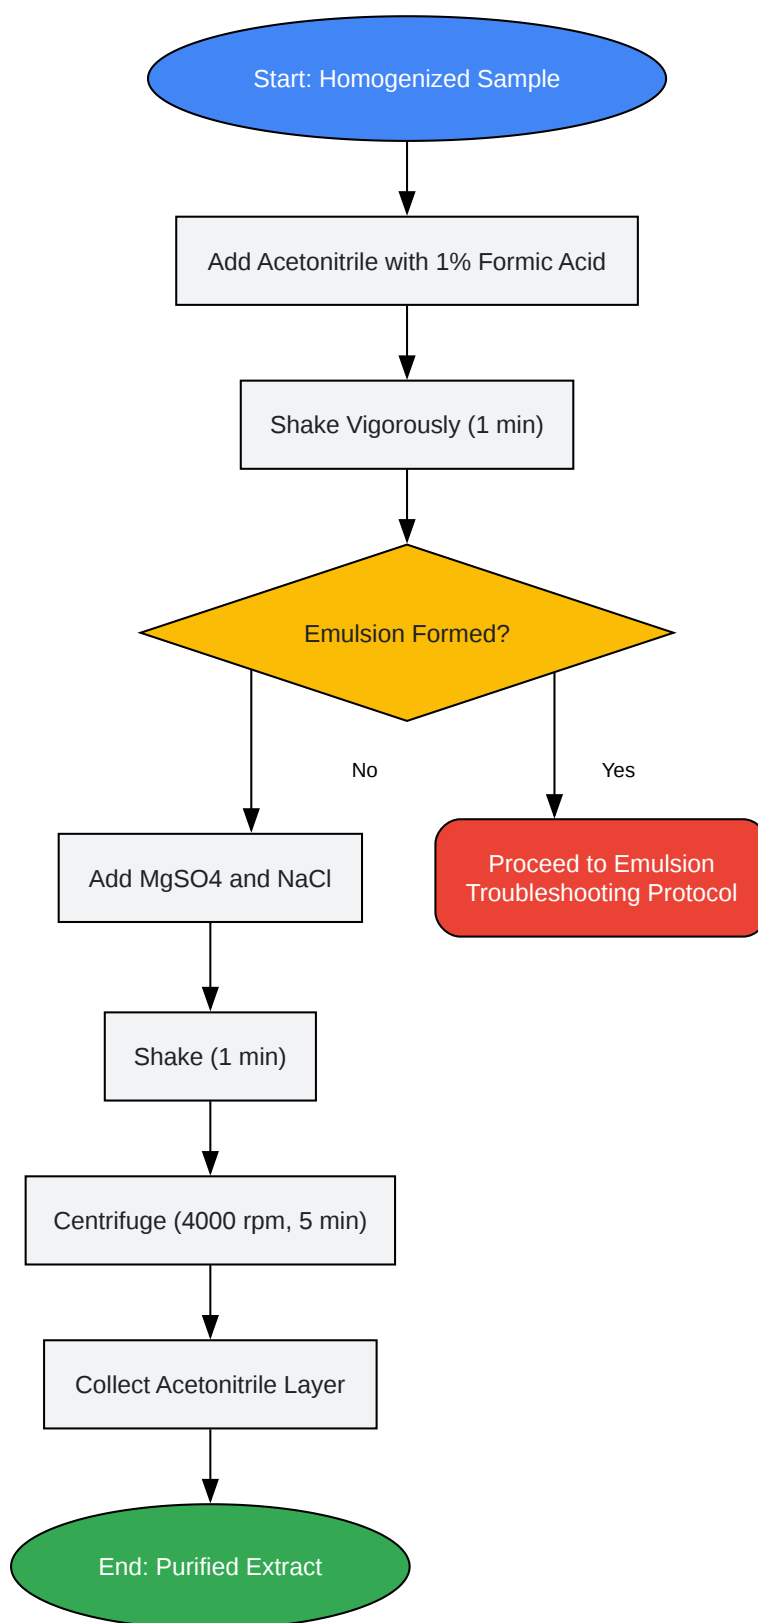 Start: Homogenized Sample
Add Acetonitrile with 1% Formic Acid
Shake Vigorously (1 min)
Emulsion Formed?
No
Yes
Add MgSO4 and NaCl
Proceed to Emulsion
Troubleshooting Protocol
Shake (1 min)
Centrifuge (4000 rpm, 5 min)
Collect Acetonitrile Layer
End: Purified Extract